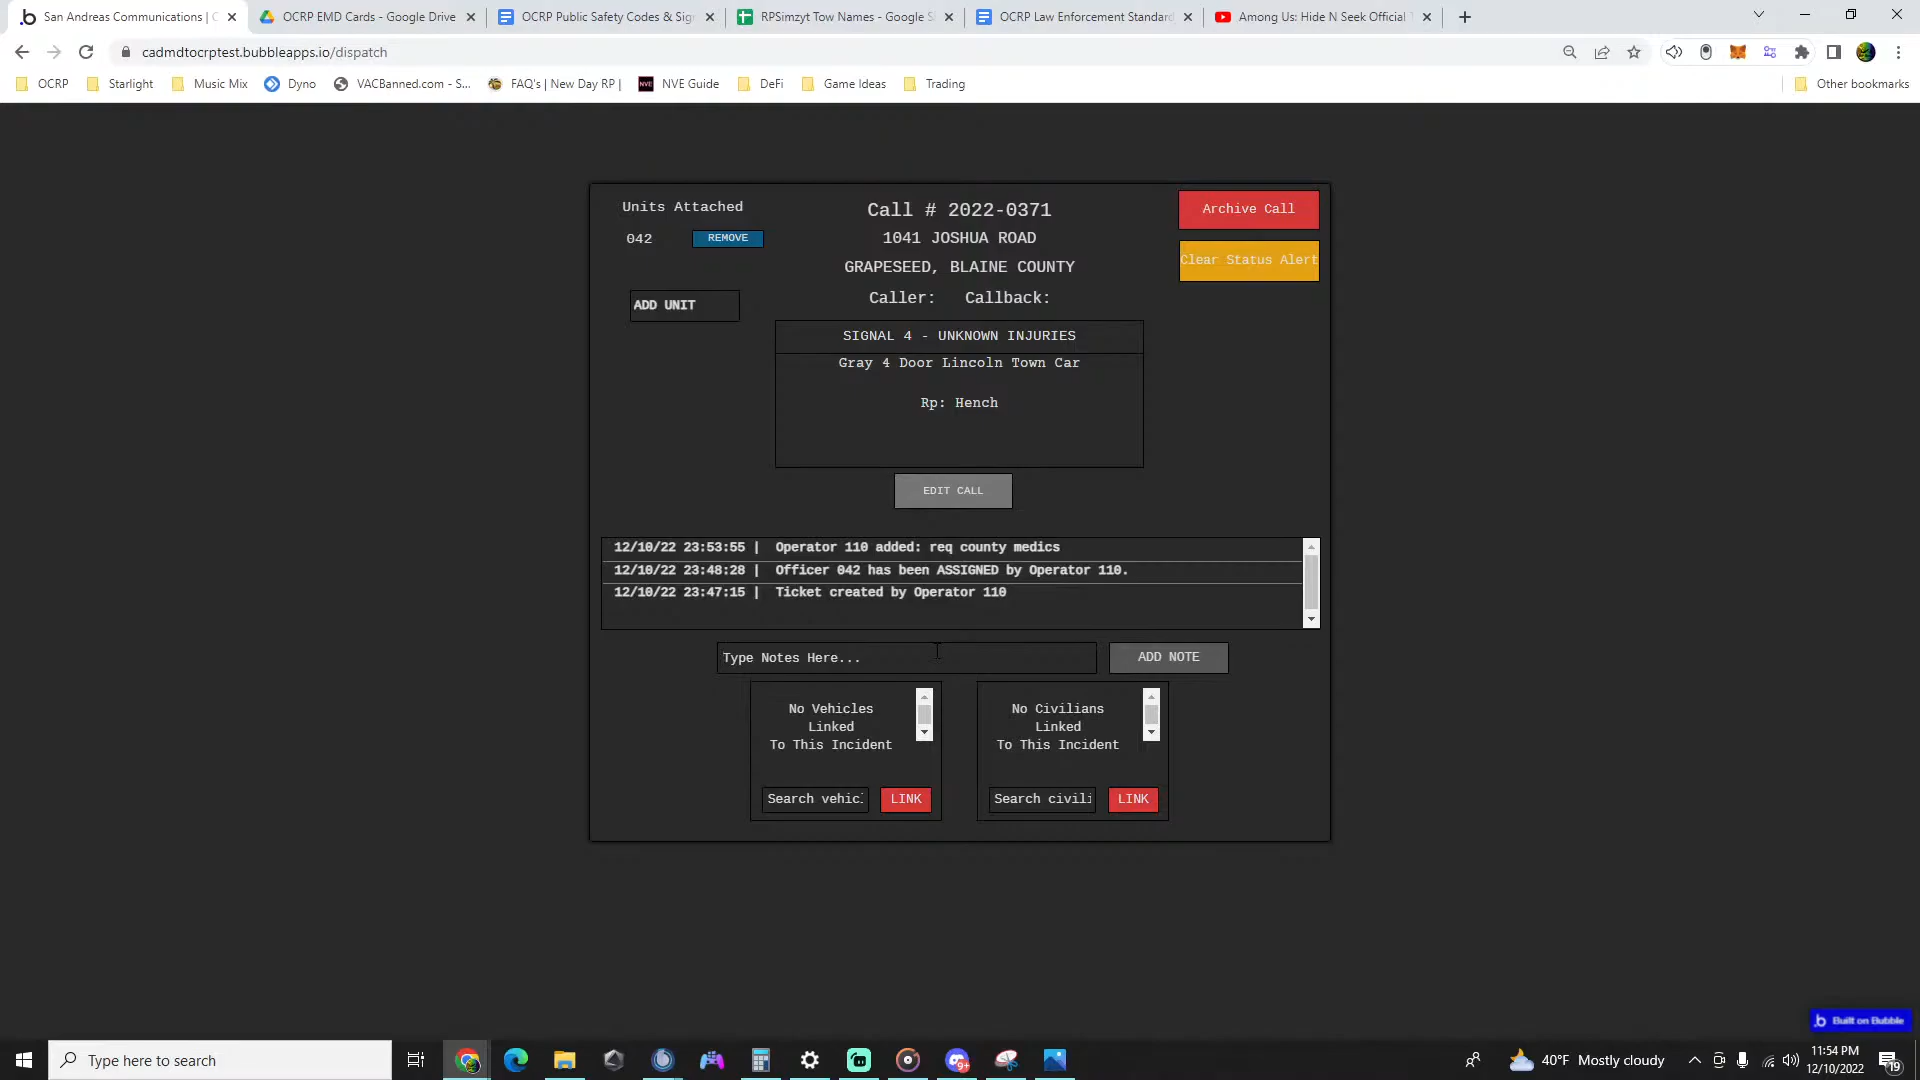 San Andreas Communications | C
OCRP EMD Cards - Google Drive
OCRP Public Safety Codes & Sig
RPSimzyt Tow Names - Google S
OCRP Law Enforcement Standard
Among Us: Hide N Seek Official T
cadmdtocrptest.bubbleapps.io/dispatch
OCRP
Starlight
Music Mix
Dyno
VACBanned.com - S...
FAQ's | New Day RP |
NVE
NVE Guide
DeFi
Game Ideas
Trading
Other bookmarks
Units Attached
042
REMOVE
ADD UNIT
Call # 2022-0371
1041 JOSHUA ROAD
GRAPESEED, BLAINE COUNTY
Caller: Callback:
Archive Call
Clear Status Alert
SIGNAL 4 - UNKNOWN INJURIES
Gray 4 Door Lincoln Town Car
Rp: Hench
EDIT CALL
12/10/22 23:53:55 | Operator 110 added: req county medics
12/10/22 23:48:28 | Officer 042 has been ASSIGNED by Operator 110.
12/10/22 23:47:15 | Ticket created by Operator 110
Type Notes Here...
ADD NOTE
No Vehicles
Linked
To This Incident
Search vehic
LINK
No Civilians
Linked
To This Incident
Search civili
LINK
Built on Bubble
Type here to search
9+
40°F Mostly cloudy
11:54 PM
12/10/2022
19